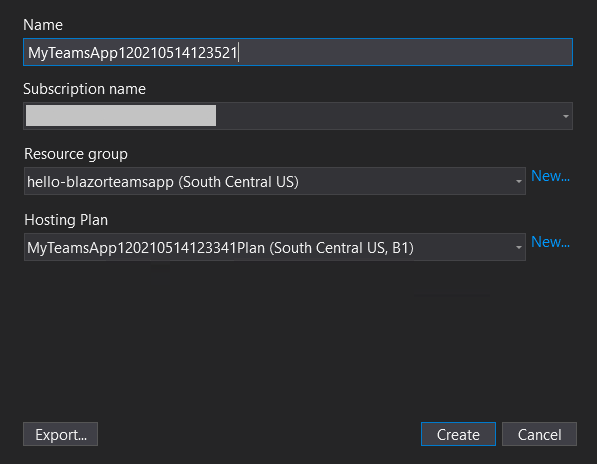 Name
MyTeamsApp120210514123521
Subscription name
Resource group
hello-blazorteamsapp (South Central US)
New...
Hosting Plan
MyTeamsApp120210514123341Plan (South Central US, B1)
New...
Export...
Create
Cancel